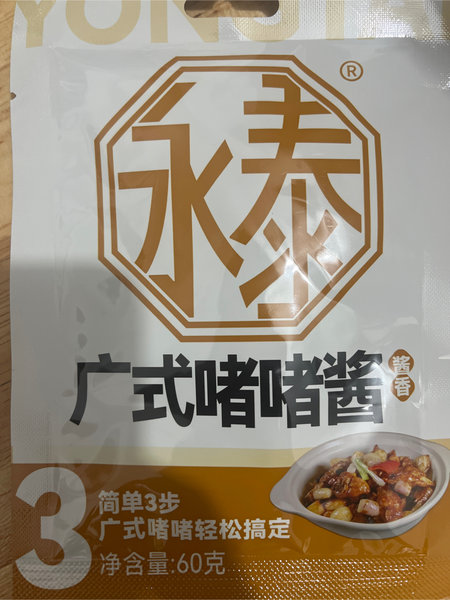 永泰
®
广式啫啫酱
酱香
3
简单3步
广式啫啫轻松搞定
净含量:60克